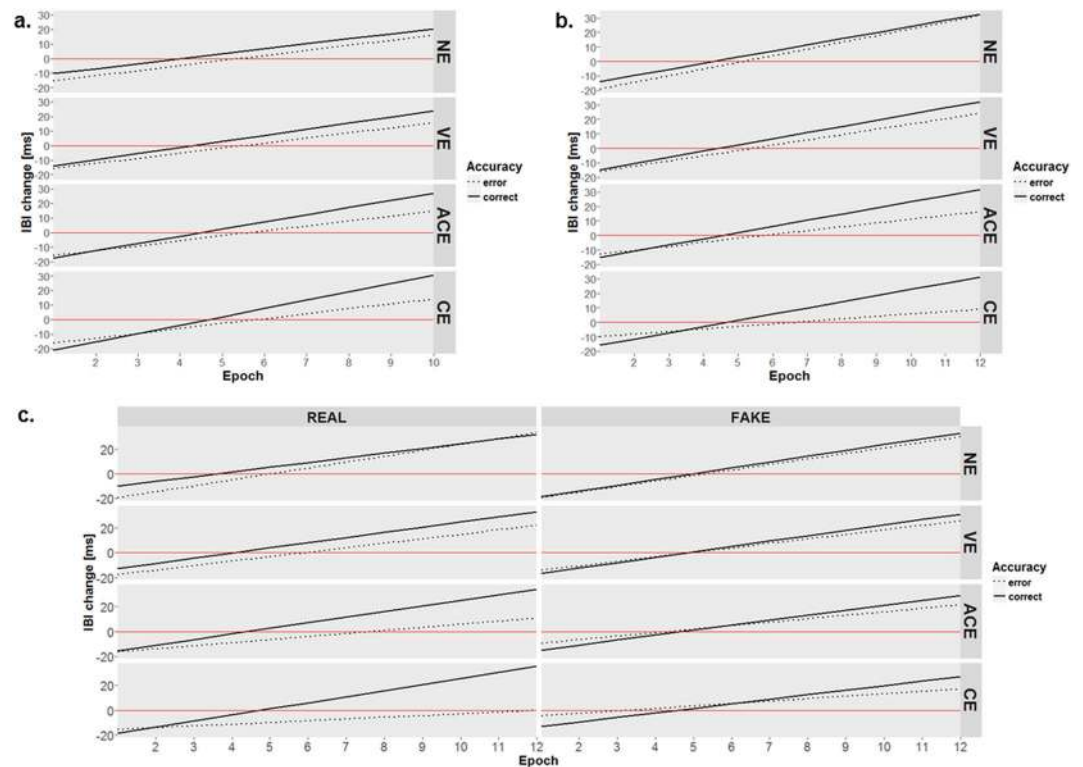 a.
30
20
10
0
-10
-20
NE
30
20
10
0
-10
-20
VE
30
20
10
0
-10
-20
ACE
30
20
10
0
-10
-20
CE
IBI change [ms]
2 3 4 5 6 7 8 9 10
Epoch
Accuracy
error
correct
b.
30
20
10
0
-10
-20
NE
30
20
10
0
-10
-20
VE
30
20
10
0
-10
-20
ACE
30
20
10
0
-10
-20
CE
IBI change [ms]
2 3 4 5 6 7 8 9 10 11 12
Epoch
Accuracy
error
correct
c.
REAL FAKE
20
0
-20
NE
20
0
-20
VE
20
0
-20
ACE
20
0
-20
CE
IBI change [ms]
2 3 4 5 6 7 8 9 10 11 12 2 3 4 5 6 7 8 9 10 11 12
Epoch
Accuracy
error
correct